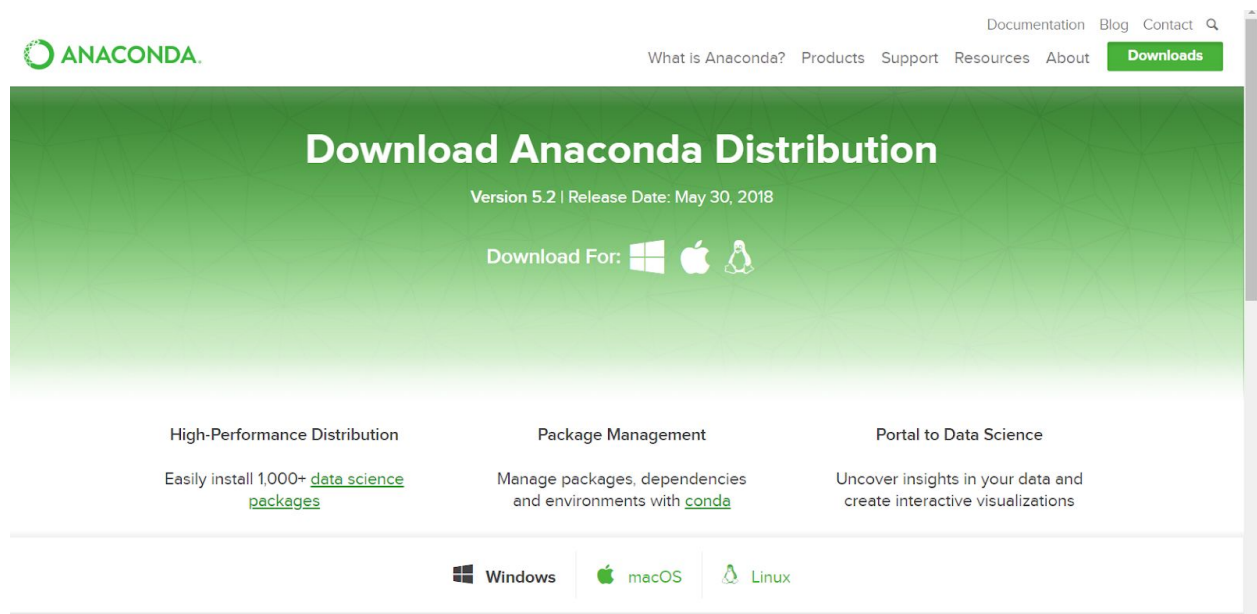 Documentation Blog Contact
ANACONDA.
What is Anaconda? Products Support Resources About Downloads
Download Anaconda Distribution
Version 5.2 | Release Date: May 30, 2018
Download For:
High-Performance Distribution
Easily install 1,000+ data science
packages
Package Management
Manage packages, dependencies
and environments with conda
Portal to Data Science
Uncover insights in your data and
create interactive visualizations
Windows macOS Linux